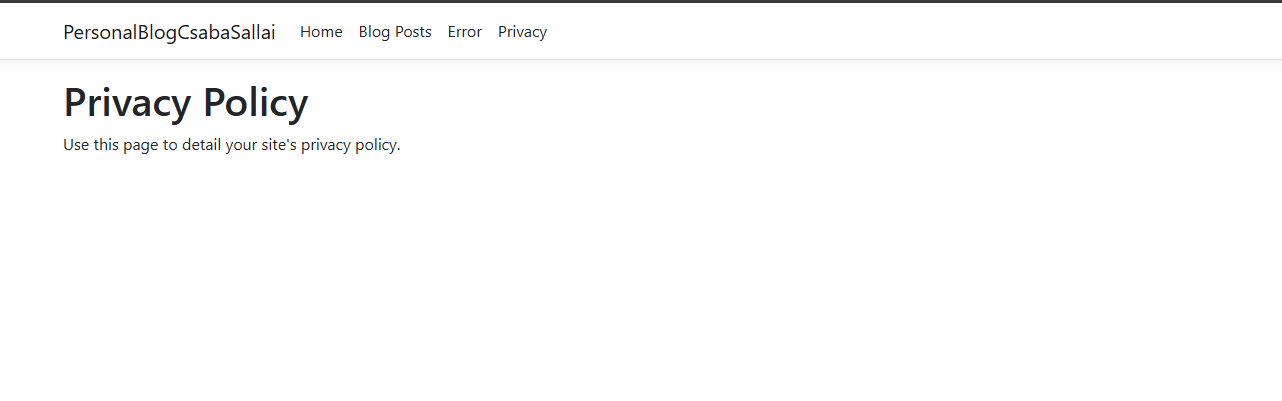 PersonalBlogCsabaSallai Home Blog Posts Error Privacy
Privacy Policy
Use this page to detail your site's privacy policy.